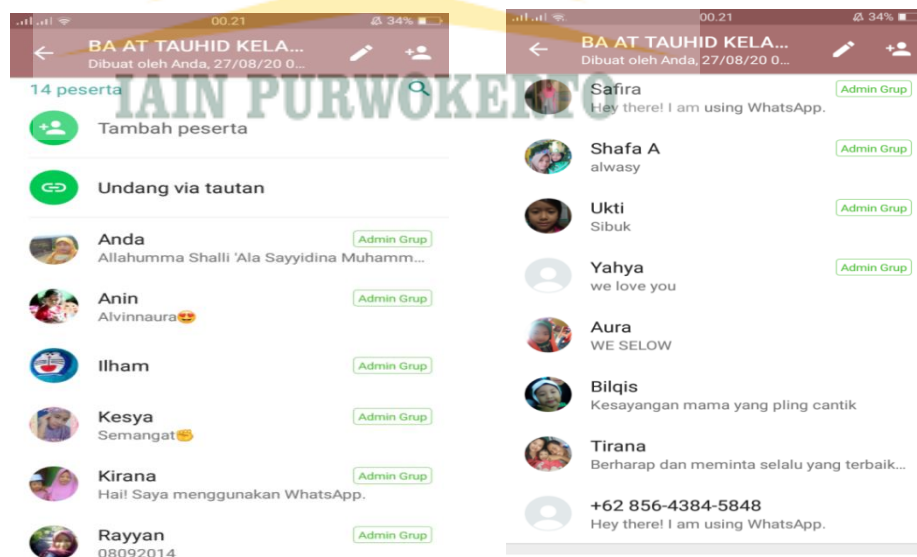 00.21
34%
BA AT TAUHID KELA...
Dibuat oleh Anda, 27/08/20 0...
IAIN PURWOKERTO
14 peserta
Tambah peserta
Undang via tautan
Anda
Admin Grup
Allahumma Shalli 'Ala Sayyidina Muhamm...
Anin
Admin Grup
Alvinnaura😍
Ilham
Admin Grup
Kesya
Admin Grup
Semangat✊
Kirana
Admin Grup
Hai! Saya menggunakan WhatsApp.
Rayyan
Admin Grup
08092014
00.21
34%
BA AT TAUHID KELA...
Dibuat oleh Anda, 27/08/20 0...
Safira
Admin Grup
Hey there! I am using WhatsApp.
Shafa A
Admin Grup
alwasy
Ukti
Admin Grup
Sibuk
Yahya
Admin Grup
we love you
Aura
WE SELOW
Bilqis
Kesayangan mama yang pling cantik
Tirana
Berharap dan meminta selalu yang terbaik...
+62 856-4384-5848
Hey there! I am using WhatsApp.